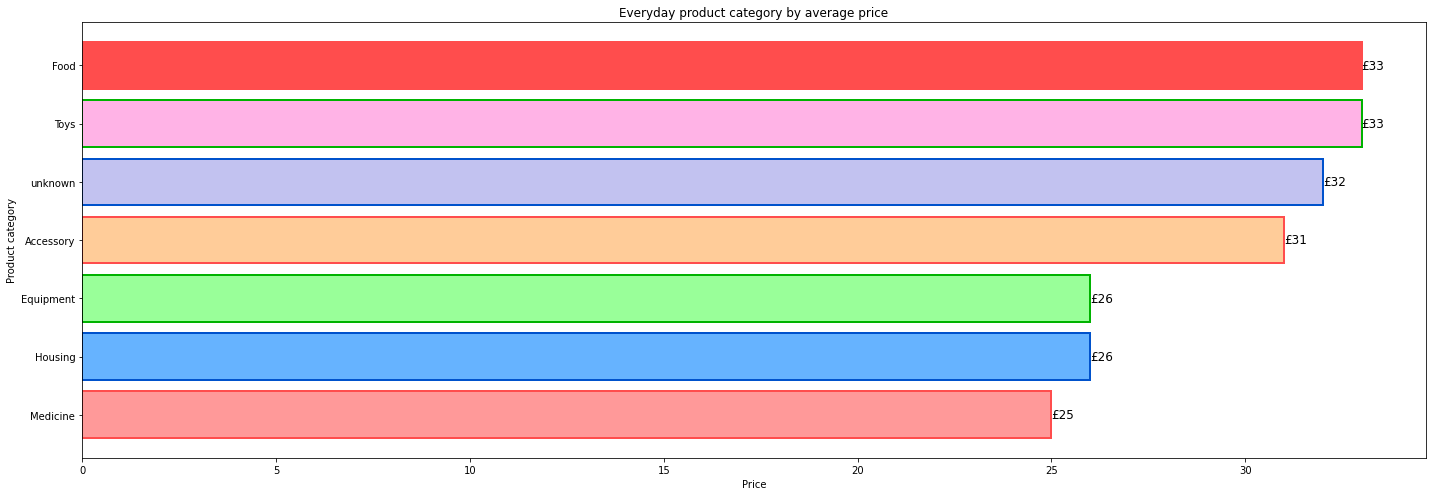 Everyday product category by average price
Product category
Food
£33
Toys
£33
unknown
£32
Accessory
£31
Equipment
£26
Housing
£26
Medicine
£25
0 5 10 15 20 25 30
Price